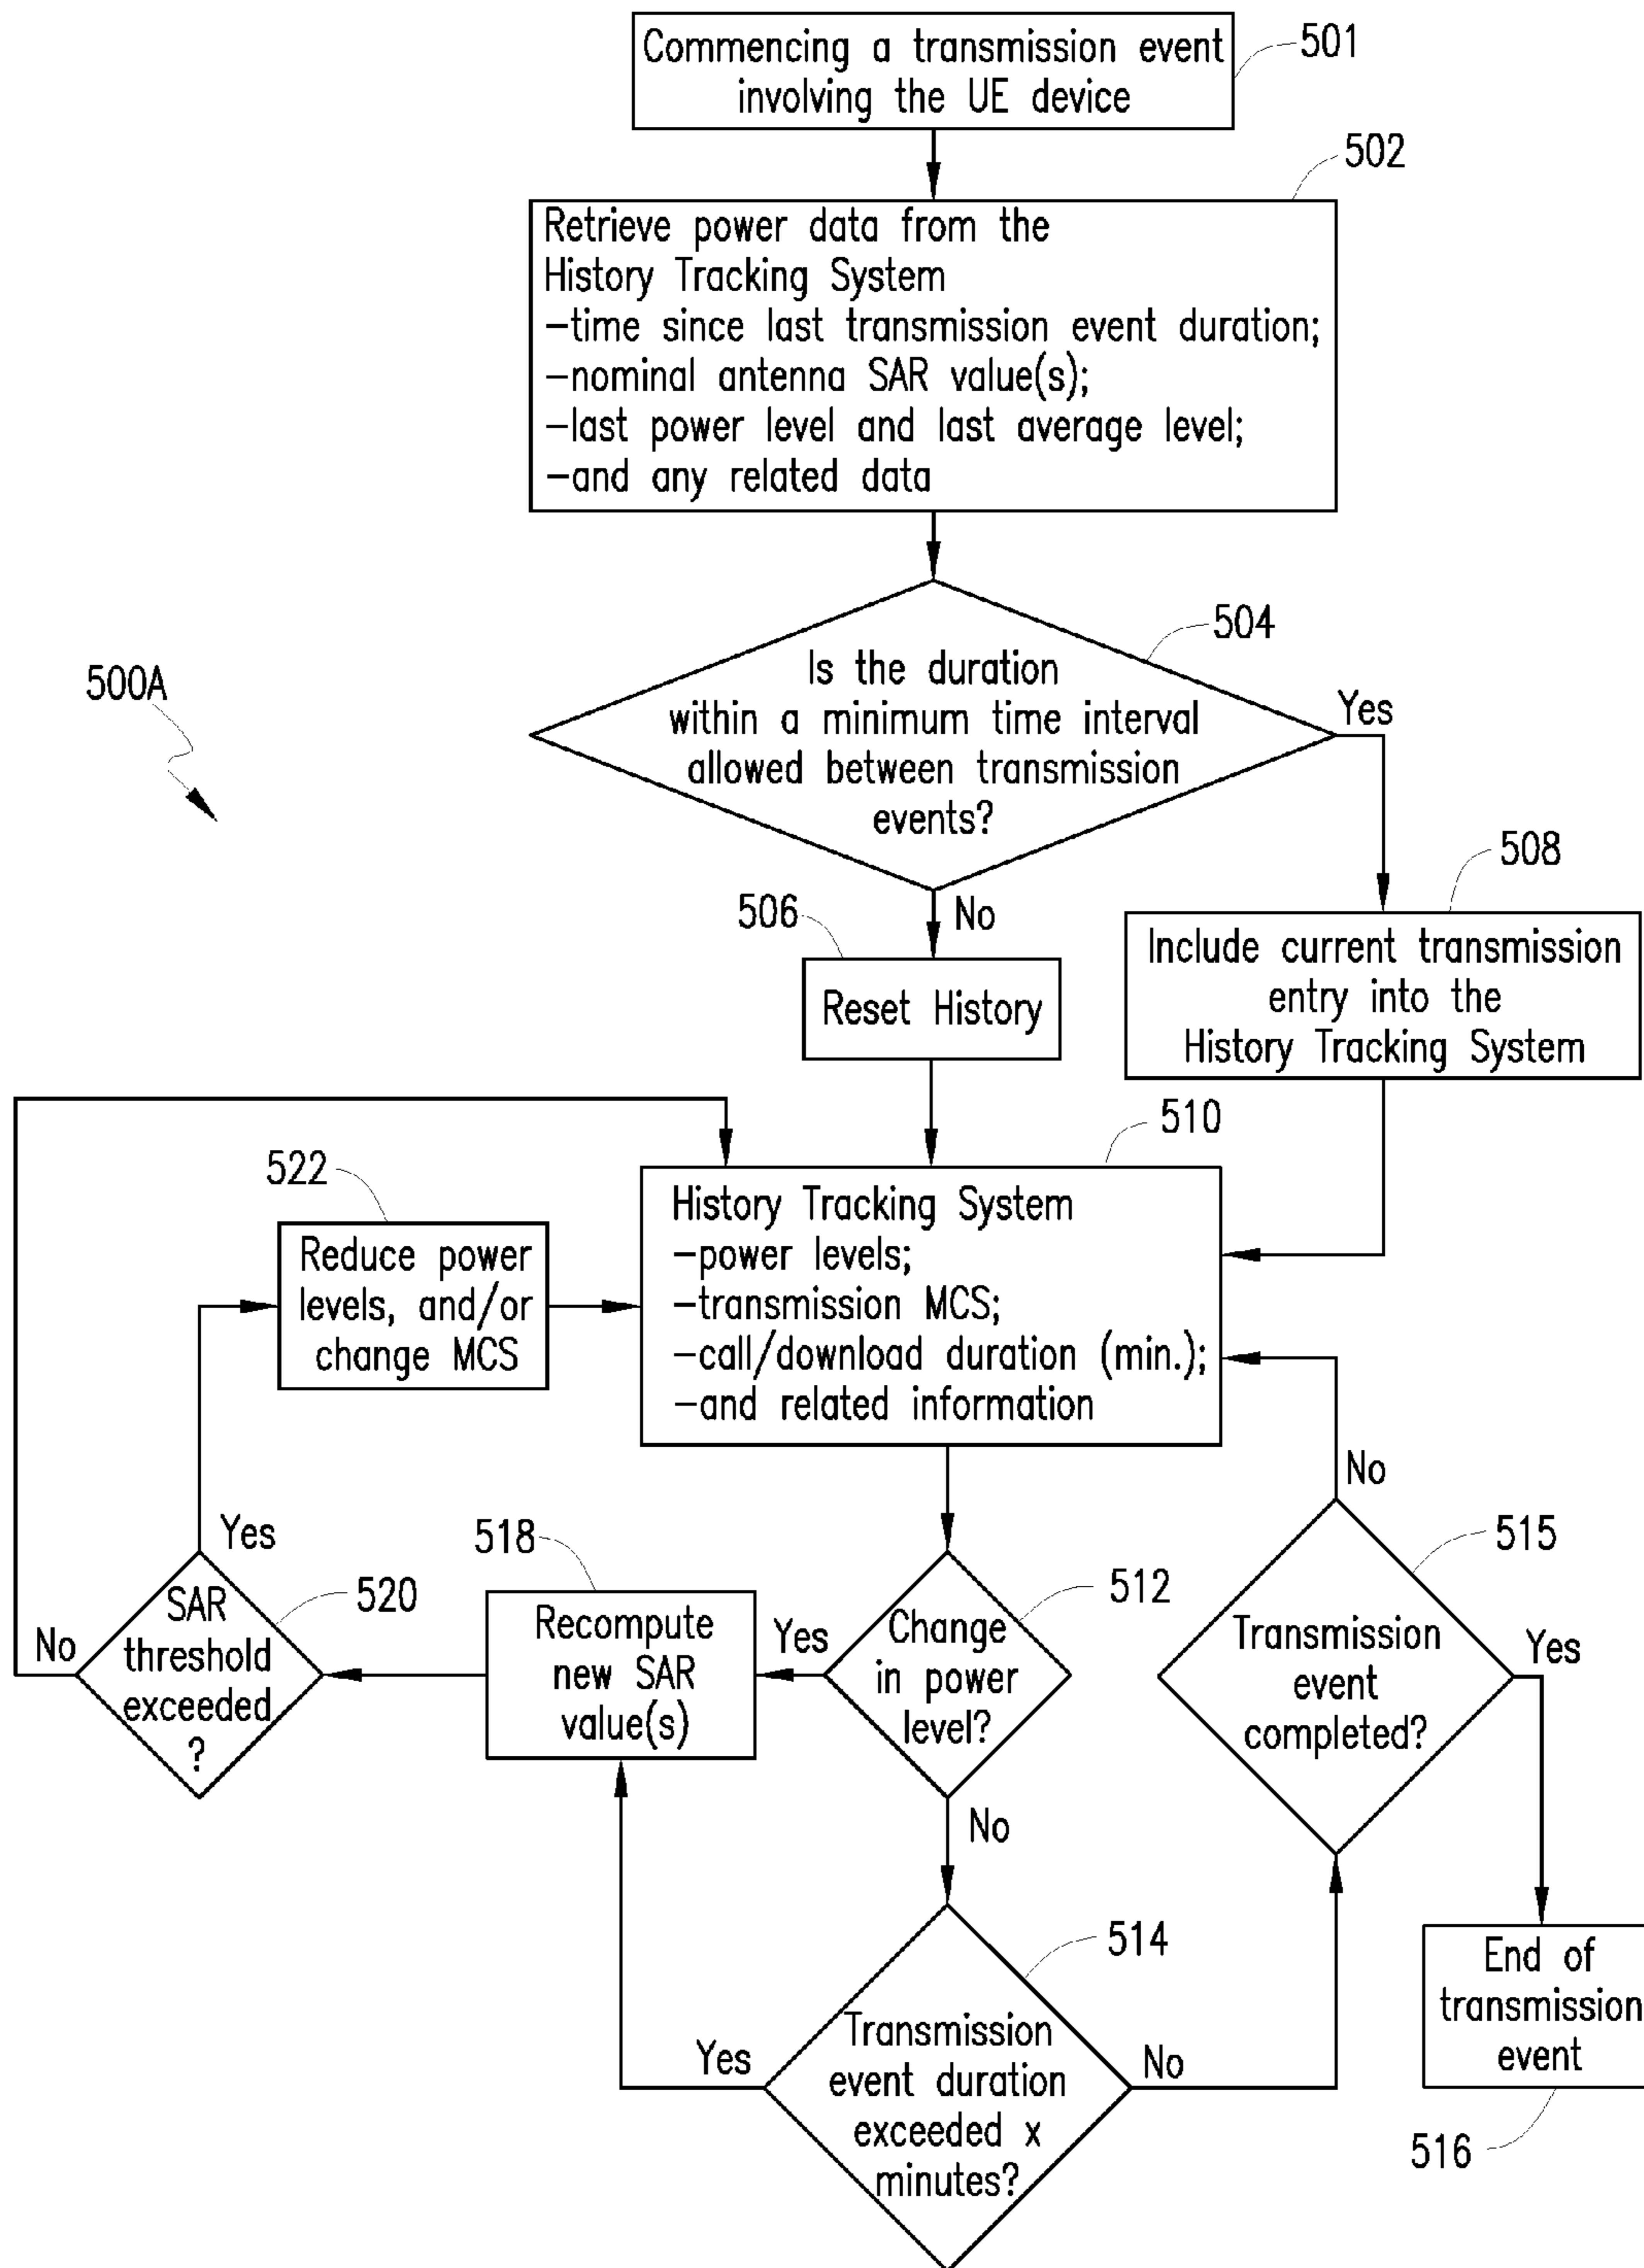 Commencing a transmission event
involving the UE device
501
502
Retrieve power data from the
History Tracking System
-time since last transmission event duration;
-nominal antenna SAR value(s);
-last power level and last average level;
-and any related data
500A
504
Is the duration
within a minimum time interval
allowed between transmission
events?
Yes
No
506
Reset History
508
Include current transmission
entry into the
History Tracking System
510
History Tracking System
-power levels;
-transmission MCS;
-call/download duration (min.);
-and related information
522
Reduce power
levels, and/or
change MCS
Yes
No
520
SAR
threshold
exceeded
?
518
Recompute
new SAR
value(s)
Yes
512
Change
in power
level?
No
No
515
Transmission
event
completed?
Yes
514
Transmission
event duration
exceeded x
minutes?
Yes
No
End of
transmission
event
516